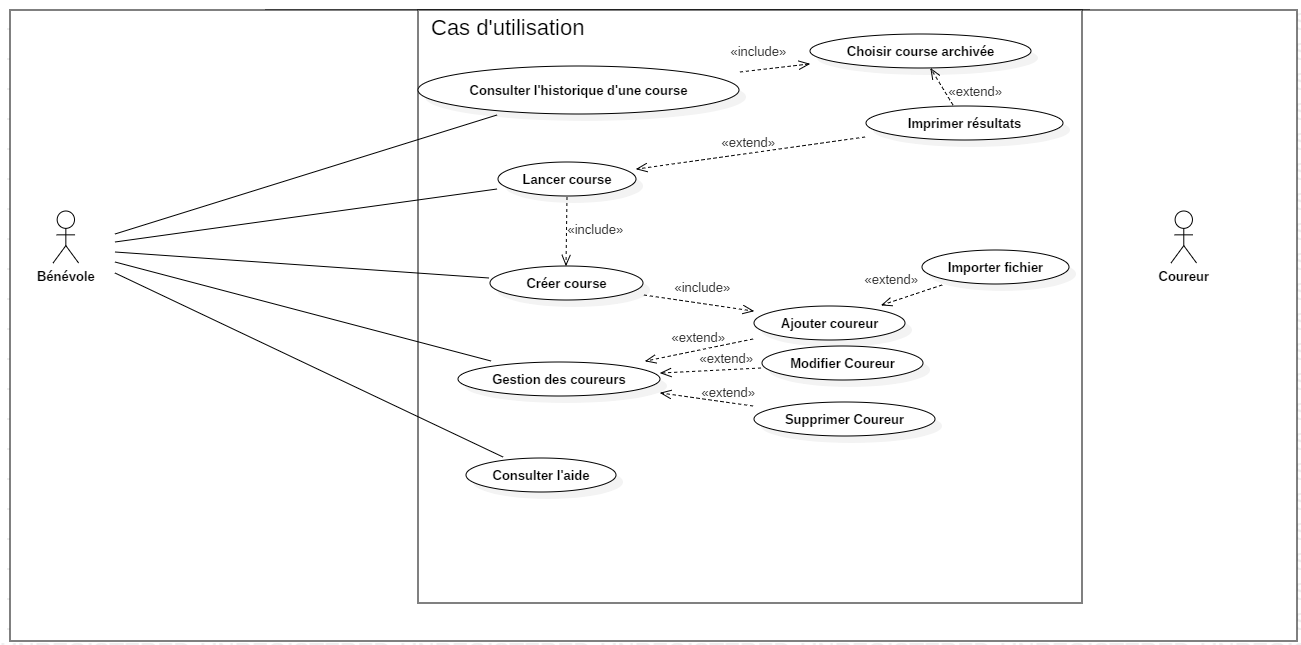 Cas d'utilisation
«include»
Choisir course archivée
Consulter l'historique d'une course
«extend»
Imprimer résultats
«extend»
Lancer course
«include»
Bénévole
Coureur
Importer fichier
Créer course
«extend»
«include»
Ajouter coureur
«extend»
«extend»
Modifier Coureur
Gestion des coureurs
«extend»
Supprimer Coureur
Consulter l'aide